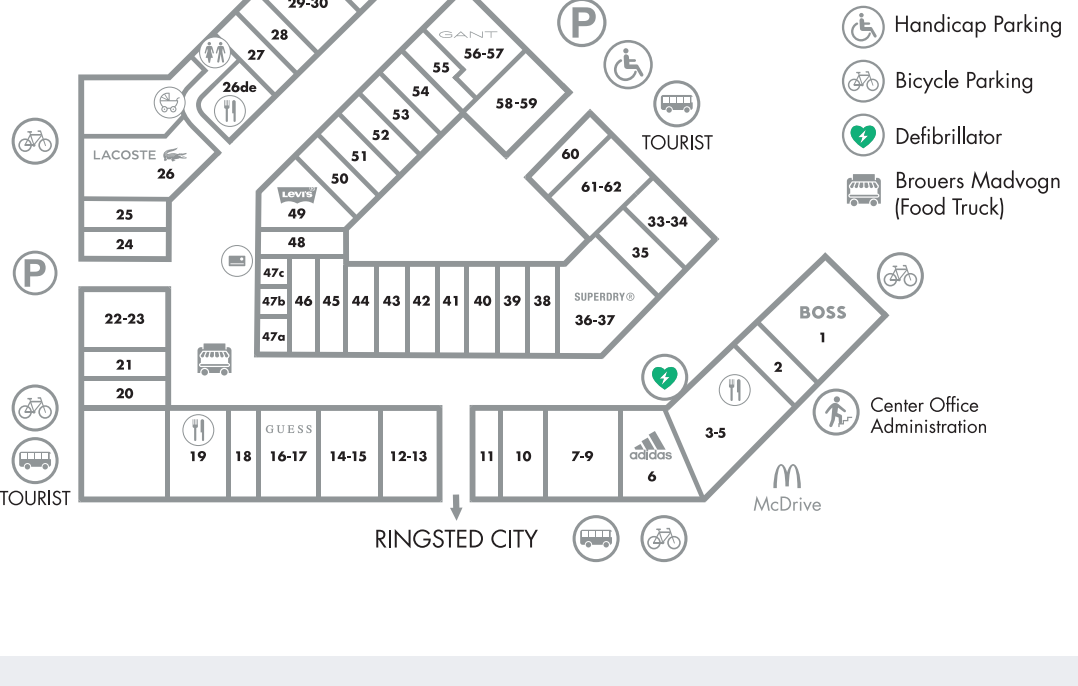 29-30
28
27
26de
LACOSTE
26
25
24
P
22-23
21
20
TOURIST
GANT
56-57
55
54
53
52
51
50
58-59
LEVI'S
49
48
47c
47b
47a
46
45
44
43
42
41
40
39
38
SUPERDRY®
36-37
35
33-34
61-62
60
P
TOURIST
Handicap Parking
Bicycle Parking
Defibrillator
Brouers Madvogn
(Food Truck)
BOSS
1
2
3-5
Center Office
Administration
McDrive
19
18
GUESS
16-17
14-15
12-13
11
10
7-9
adidas
6
RINGSTED CITY